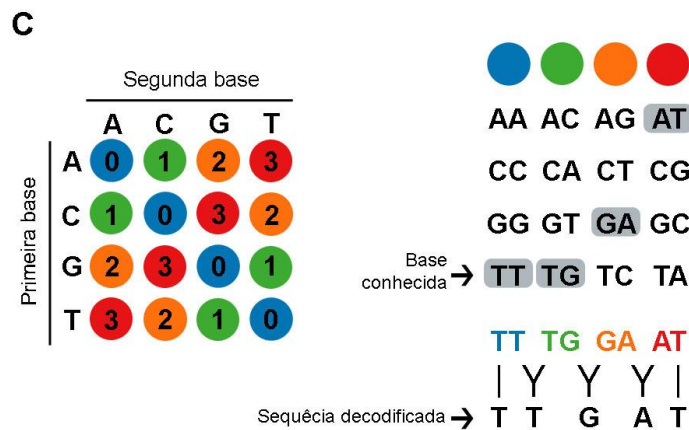 C
Segunda base
A C G T
Primeira base
A 0 1 2 3
C 1 0 3 2
G 2 3 0 1
T 3 2 1 0
AA AC AG AT
CC CA CT CG
GG GT GA GC
Base
conhecida
TT TG TC TA
TT TG GA AT
Sequêcia decodificada
T T G A T